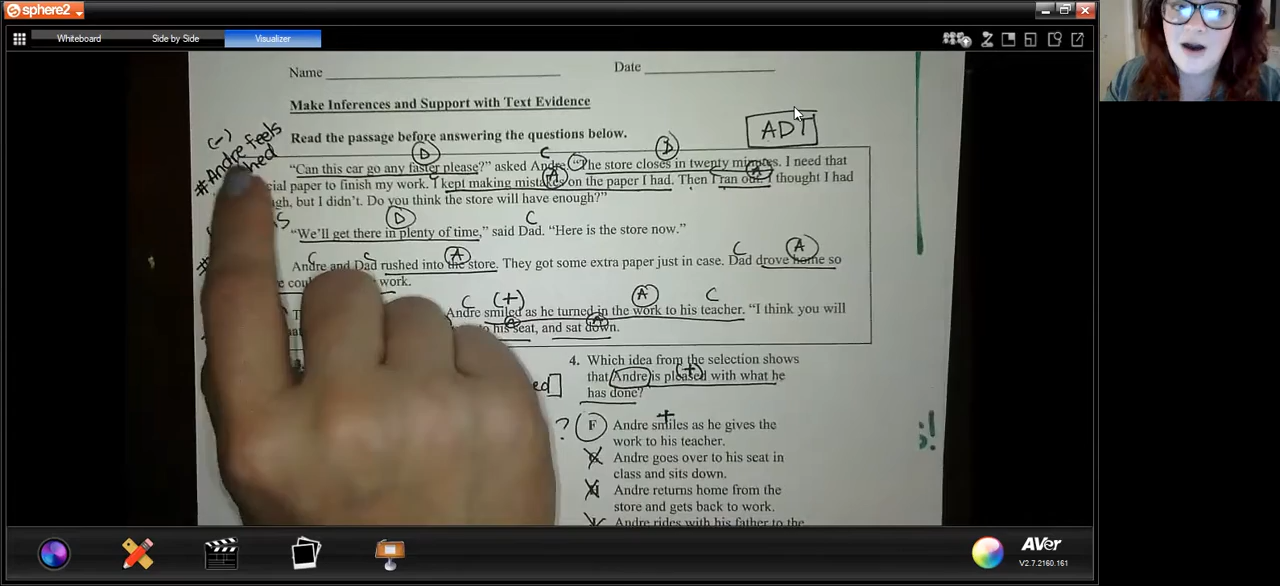 sphere2
Whiteboard
Side by Side
Visualizer
Name
Date
Make Inferences and Support with Text Evidence
ADT
Read the passage before answering the questions below.
(-)
#Andre feels
D
C
D
"Can this car go any faster please?" asked Andre. "The store closes in twenty minutes. I need that
A
A
cial paper to finish my work. I kept making mistakes on the paper I had. Then I ran out. I thought I had
gh, but I didn't. Do you think the store will have enough?"
D
C
"We'll get there in plenty of time," said Dad. "Here is the store now."
C
S
A
C
A
Andre and Dad rushed into the store. They got some extra paper just in case. Dad drove home so
work.
C
(+)
A
C
Andre smiled as he turned in the work to his teacher. "I think you will
his seat, and sat down.
4. Which idea from the selection shows
(+)
that Andre is pleased with what he
has done?
+
? F Andre smiles as he gives the
work to his teacher.
Andre goes over to his seat in
class and sits down.
Andre returns home from the
store and gets back to work.
Andre rides with his father to the
AVer
V2.7.2160.161